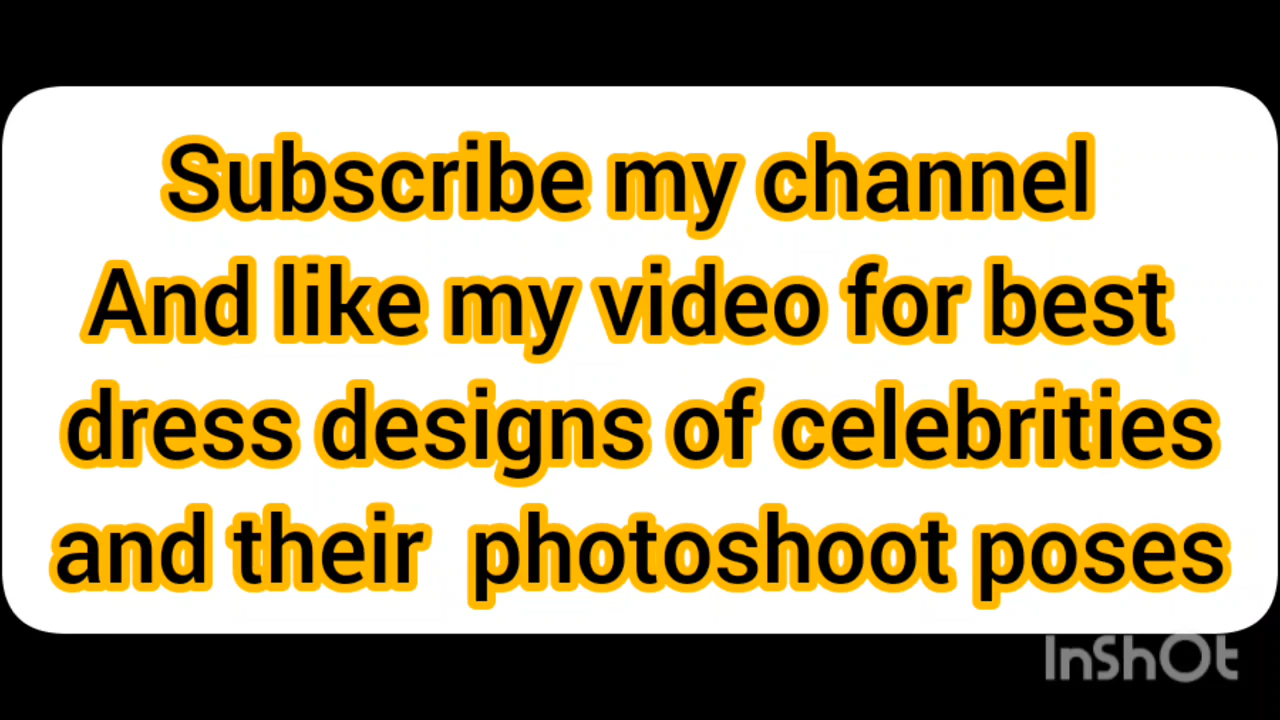 Subscribe my channel
And like my video for best
dress designs of celebrities
and their photoshoot poses
InShOt